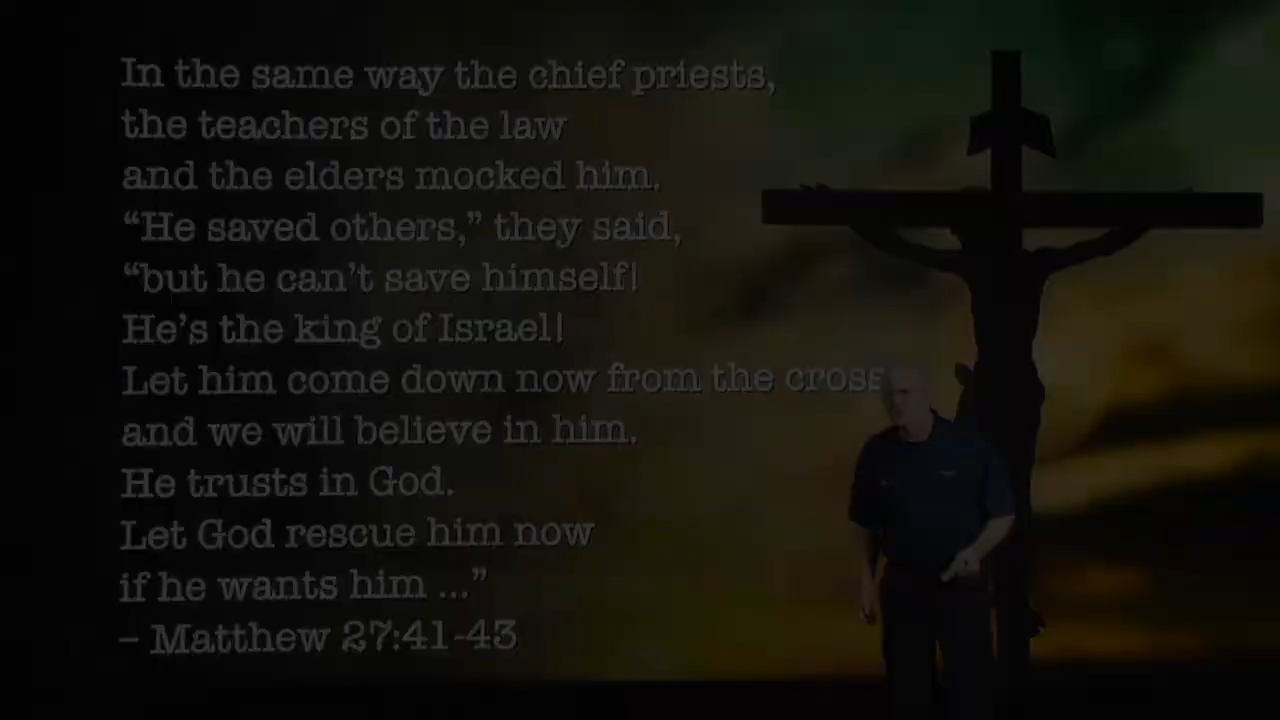 In the same way the chief priests,
the teachers of the law
and the elders mocked him.
“He saved others,” they said,
“but he can’t save himself!
He’s the king of Israel!
Let him come down now from the cross
and we will believe in him.
He trusts in God.
Let God rescue him now
if he wants him ...”
– Matthew 27:41-43